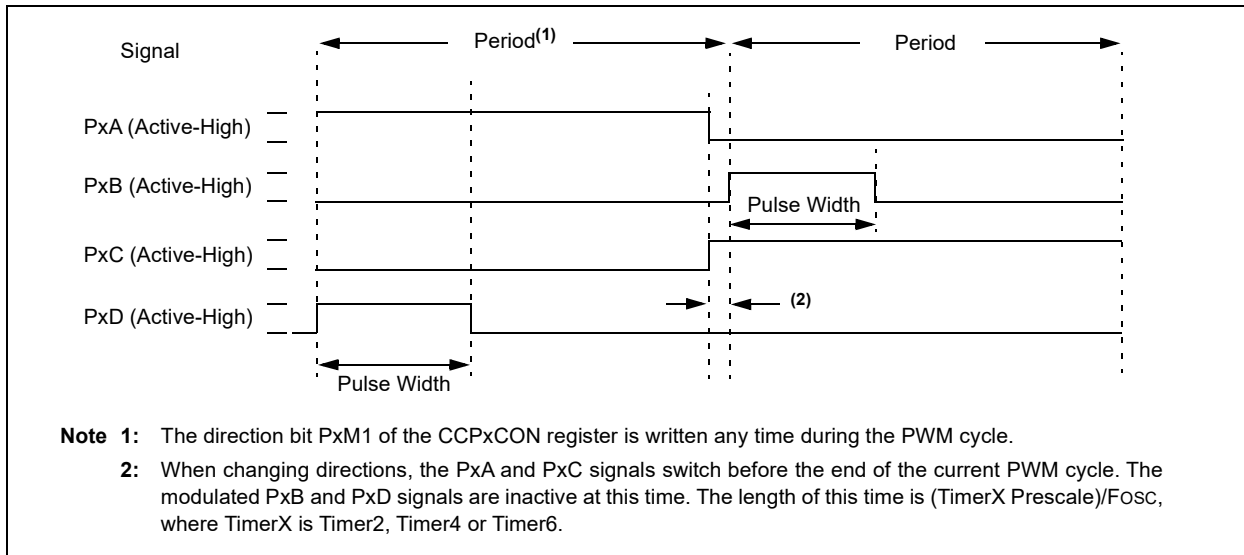 Signal
Period(1)
Period
PxA (Active-High)
PxB (Active-High)
Pulse Width
PxC (Active-High)
(2)
PxD (Active-High)
Pulse Width
Note 1: The direction bit PxM1 of the CCPxCON register is written any time during the PWM cycle.
2: When changing directions, the PxA and PxC signals switch before the end of the current PWM cycle. The
modulated PxB and PxD signals are inactive at this time. The length of this time is (TimerX Prescale)/FOSC,
where TimerX is Timer2, Timer4 or Timer6.